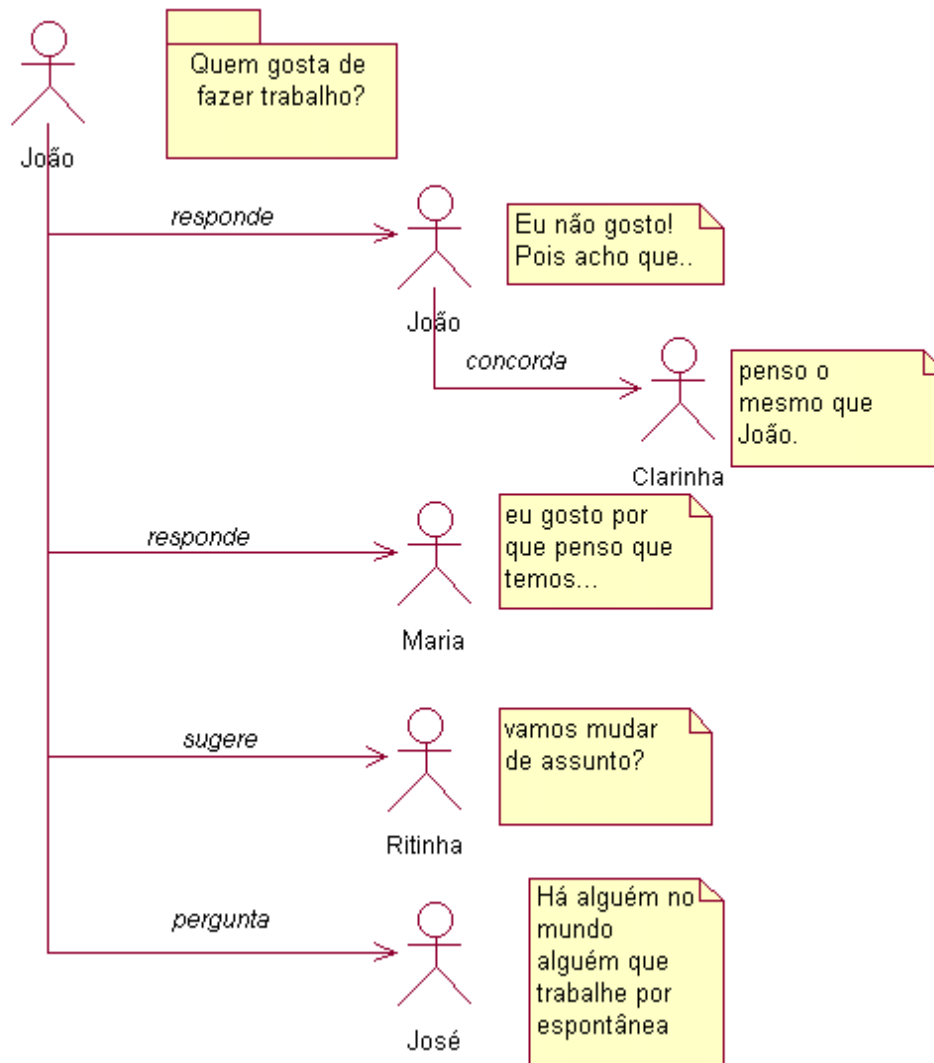 Quem gosta de
fazer trabalho?
João
responde
Eu não gosto!
Pois acho que..
João
concorda
penso o
mesmo que
João.
Clarinha
responde
eu gosto por
que penso que
temos...
Maria
sugere
vamos mudar
de assunto?
Ritinha
pergunta
Há alguém no
mundo
alguém que
trabalhe por
espontânea
José